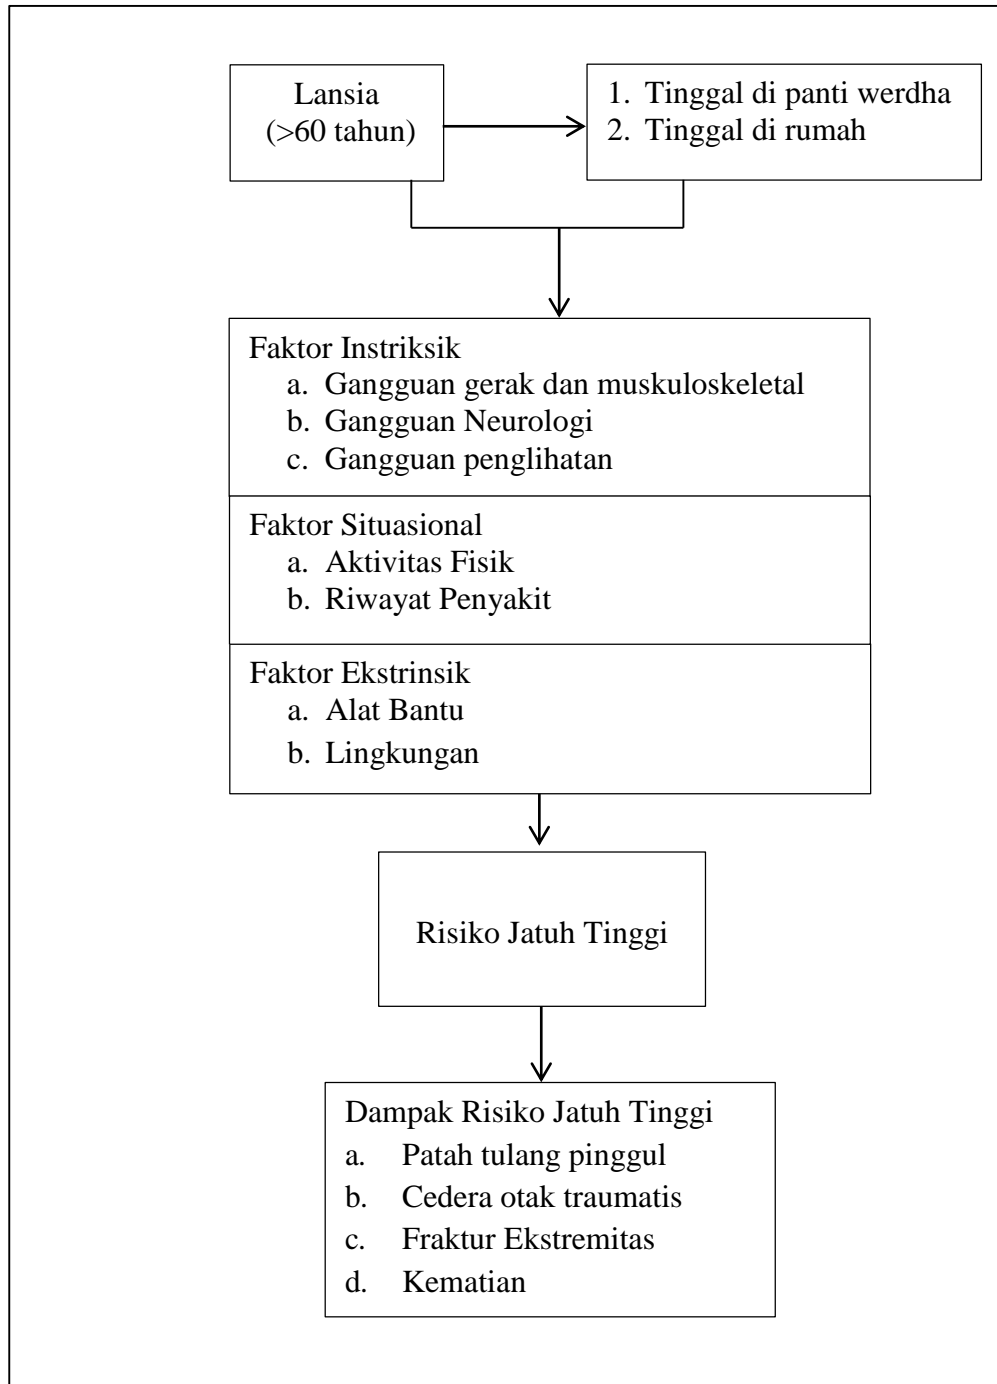 Lansia
(>60 tahun)
1. Tinggal di panti werdha
2. Tinggal di rumah
Faktor Instriksik
a. Gangguan gerak dan muskuloskeletal
b. Gangguan Neurologi
c. Gangguan penglihatan
Faktor Situasional
a. Aktivitas Fisik
b. Riwayat Penyakit
Faktor Ekstrinsik
a. Alat Bantu
b. Lingkungan
Risiko Jatuh Tinggi
Dampak Risiko Jatuh Tinggi
a. Patah tulang pinggul
b. Cedera otak traumatis
c. Fraktur Ekstremitas
d. Kematian